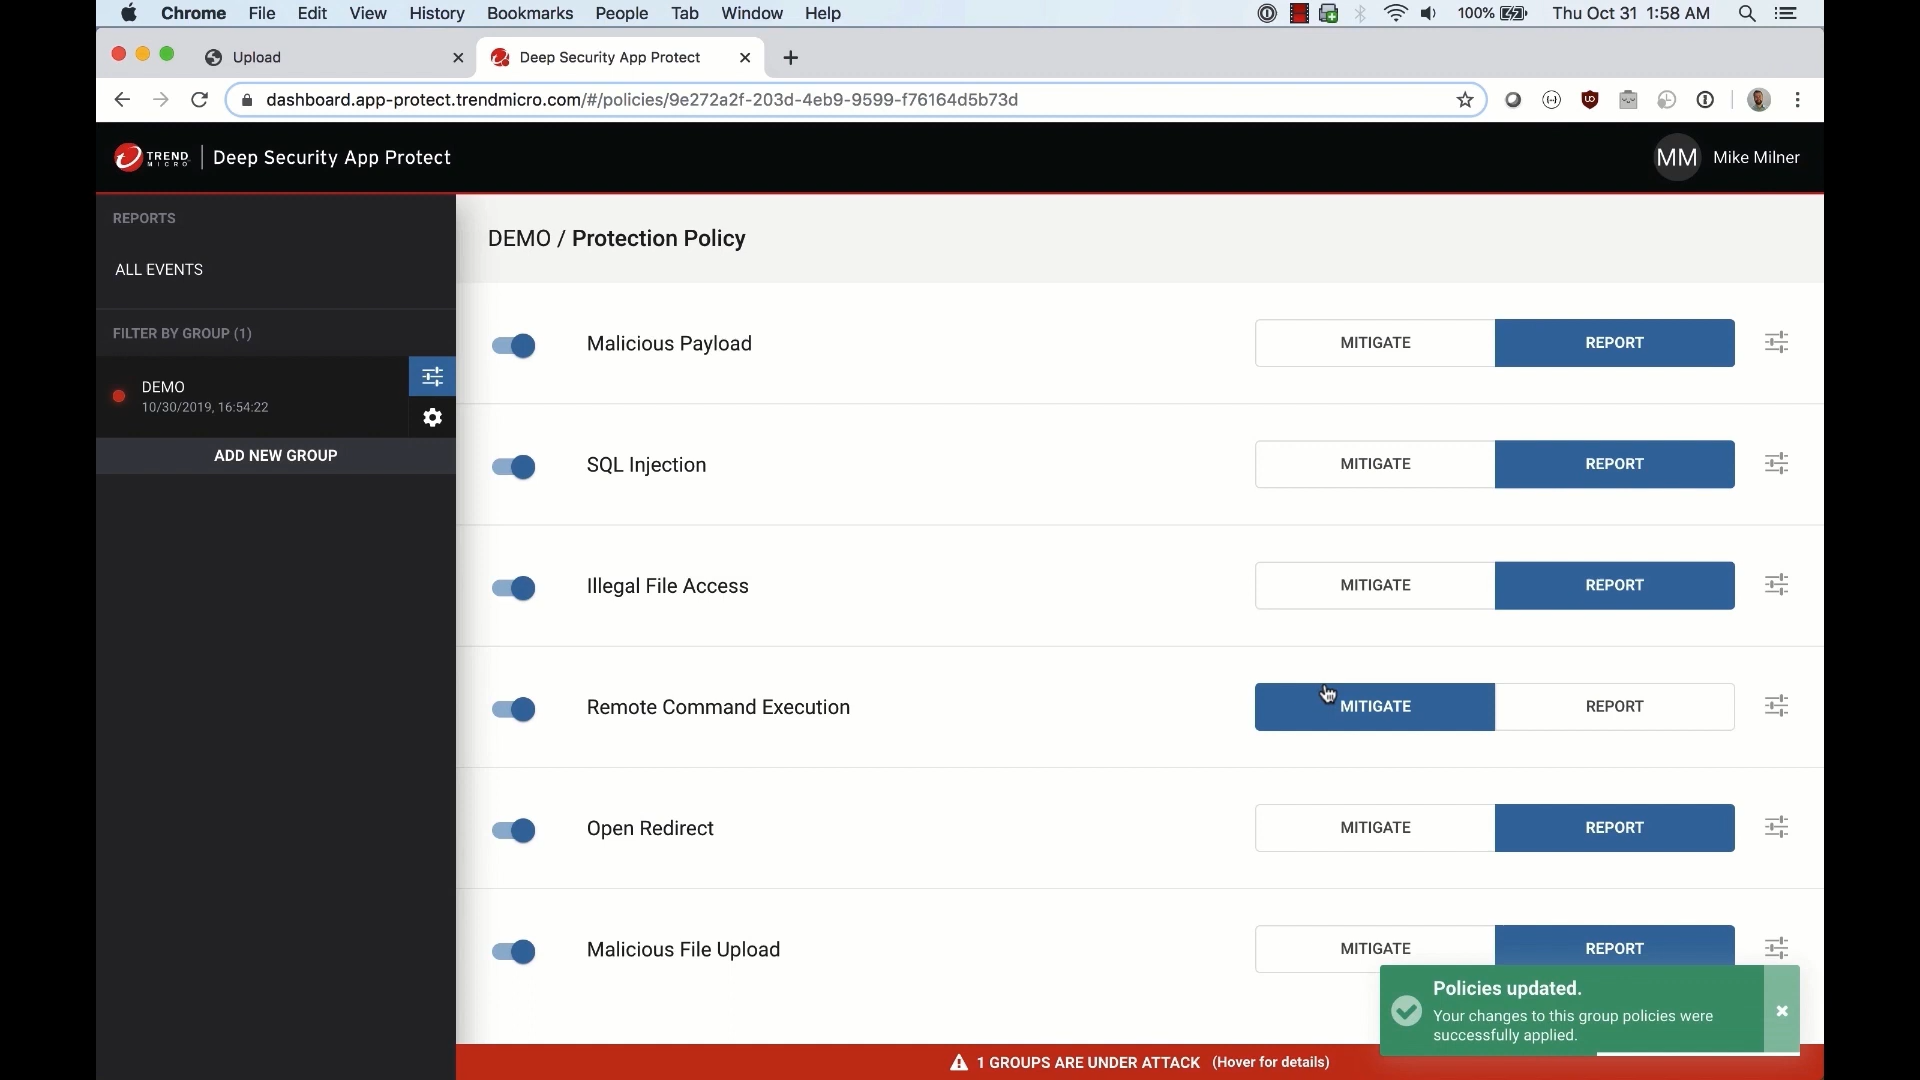 Chrome File Edit View History Bookmarks People Tab Window Help 100% Thu Oct 31 1:58 AM
Upload Deep Security App Protect
dashboard.app-protect.trendmicro.com/#/policies/9e272a2f-203d-4eb9-9599-f76164d5b73d
TREND MICRO Deep Security App Protect MM Mike Milner
REPORTS
ALL EVENTS
FILTER BY GROUP (1)
DEMO
10/30/2019, 16:54:22
ADD NEW GROUP
DEMO / Protection Policy
Malicious Payload MITIGATE REPORT
SQL Injection MITIGATE REPORT
Illegal File Access MITIGATE REPORT
Remote Command Execution MITIGATE REPORT
Open Redirect MITIGATE REPORT
Malicious File Upload MITIGATE REPORT
Policies updated.
Your changes to this group policies were
successfully applied.
1 GROUPS ARE UNDER ATTACK (Hover for details)